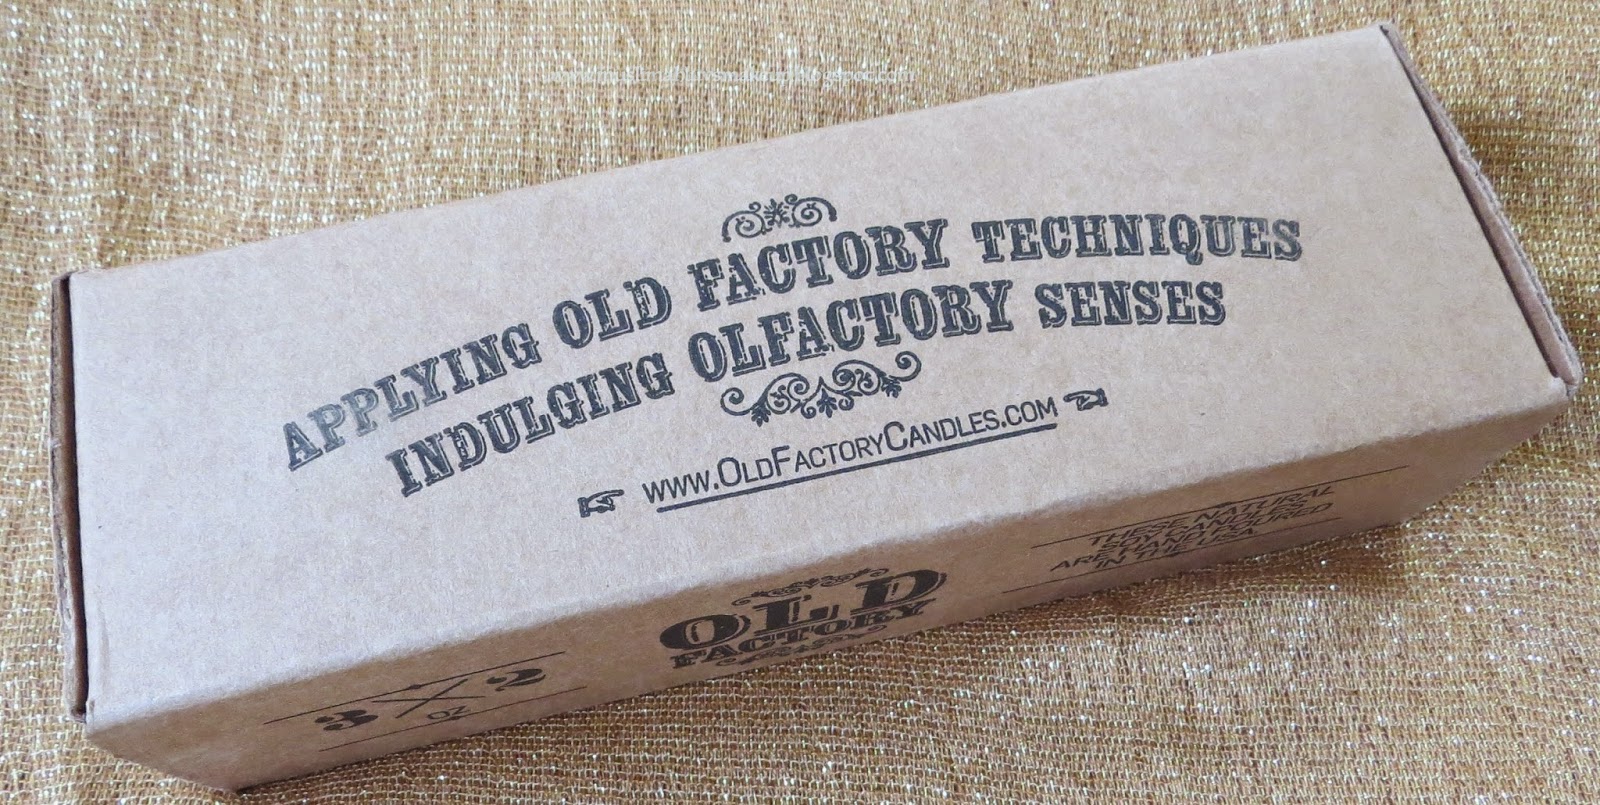 APPLYING OLD FACTORY TECHNIQUES
INDULGING OLFACTORY SENSES
WWW.OLDFACTORYCANDLES.COM
3 X 2
OZ
OLD
FACTORY
THESE NATURAL
SOY CANDLES
ARE HAND POURED
IN THE USA